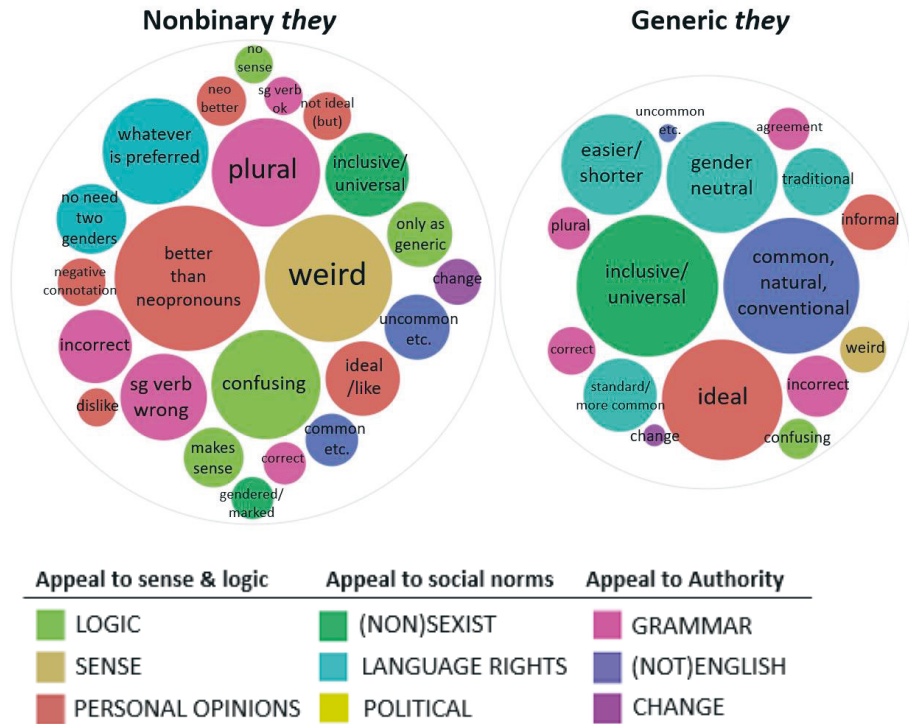 Nonbinary they
Generic they
no
sense
neo
better
sg verb
ok
not ideal
(but)
whatever
is preferred
plural
inclusive/
universal
no need
two
genders
only as
generic
better
than
neopronouns
weird
negative
connotation
change
uncommon
etc.
incorrect
sg verb
wrong
confusing
ideal
/like
dislike
common
etc.
makes
sense
correct
gendered/
marked
uncommon
etc.
agreement
easier/
shorter
gender
neutral
traditional
plural
informal
inclusive/
universal
common,
natural,
conventional
correct
weird
standard/
more common
ideal
incorrect
change
confusing
Appeal to sense & logic
Appeal to social norms
Appeal to Authority
LOGIC
(NON)SEXIST
GRAMMAR
SENSE
LANGUAGE RIGHTS
(NOT)ENGLISH
PERSONAL OPINIONS
POLITICAL
CHANGE